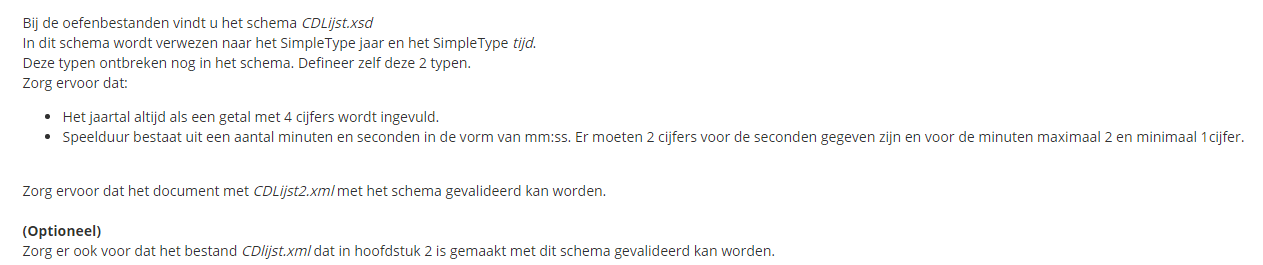 Bij de oefenbestanden vindt u het schema CDLijst.xsd
In dit schema wordt verwezen naar het SimpleType jaar en het SimpleType tijd.
Deze typen ontbreken nog in het schema. Defineer zelf deze 2 typen.
Zorg ervoor dat:
• Het jaartal altijd als een getal met 4 cijfers wordt ingevuld.
• Speelduur bestaat uit een aantal minuten en seconden in de vorm van mm:ss. Er moeten 2 cijfers voor de seconden gegeven zijn en voor de minuten maximaal 2 en minimaal 1cijfer.
Zorg ervoor dat het document met CDLijst2.xml met het schema gevalideerd kan worden.
(Optioneel)
Zorg er ook voor dat het bestand CDlijst.xml dat in hoofdstuk 2 is gemaakt met dit schema gevalideerd kan worden.